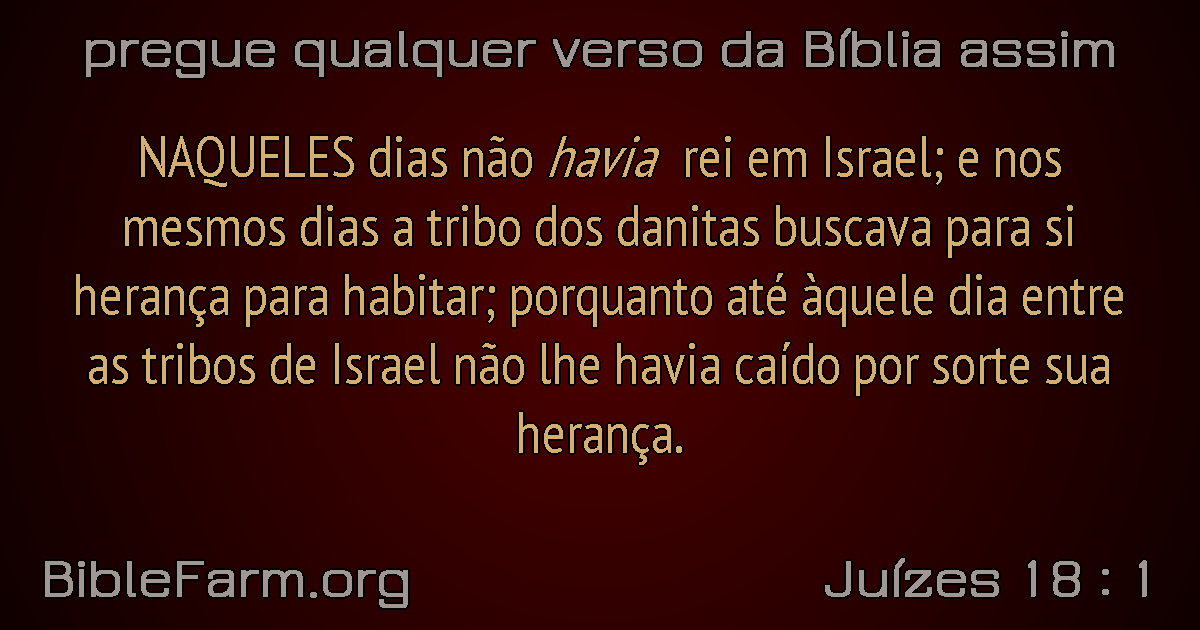 pregue qualquer verso da Bíblia assim
NAQUELES dias não havia rei em Israel; e nos
mesmos dias a tribo dos danitas buscava para si
herança para habitar; porquanto até àquele dia entre
as tribos de Israel não lhe havia caído por sorte sua
herança.
BibleFarm.org
Juízes 18 : 1